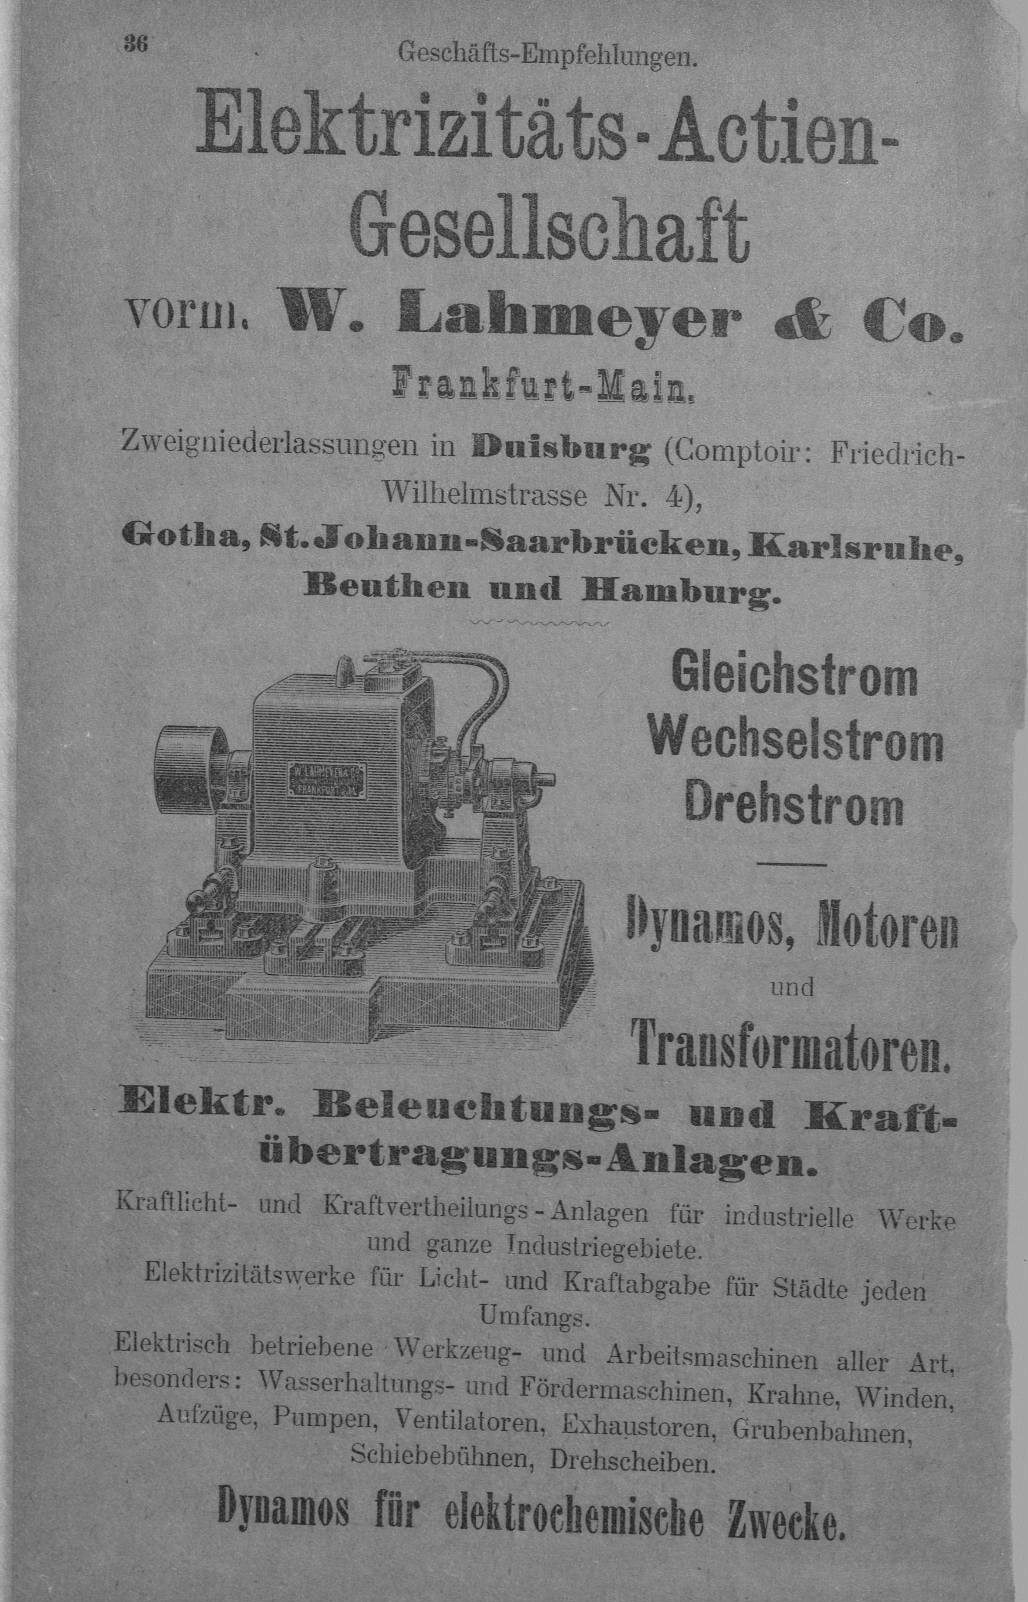 36
Geschäfts-Empfehlungen.
Elektrizitäts-Actien-
Gesellschaft
vorm. W. Lahmeyer & Co.
Frankfurt-Main.
Zweigniederlassungen in Duisburg (Comptoir: Friedrich-
Wilhelmstrasse Nr. 4),
Gotha, St. Johann-Saarbrücken, Karlsruhe,
Beuthen und Hamburg.
W. LAHMEYER & Co
FRANKFURT a/M.
Gleichstrom
Wechselstrom
Drehstrom
Dynamos, Motoren
und
Transformatoren.
Elektr. Beleuchtungs- und Kraft-
übertragungs-Anlagen.
Kraftlicht- und Kraftvertheilungs-Anlagen für industrielle Werke
und ganze Industriegebiete.
Elektrizitätswerke für Licht- und Kraftabgabe für Städte jeden
Umfangs.
Elektrisch betriebene Werkzeug- und Arbeitsmaschinen aller Art,
besonders: Wasserhaltungs- und Fördermaschinen, Krahne, Winden,
Aufzüge, Pumpen, Ventilatoren, Exhaustoren, Grubenbahnen,
Schiebebühnen, Drehscheiben.
Dynamos für elektrochemische Zwecke.